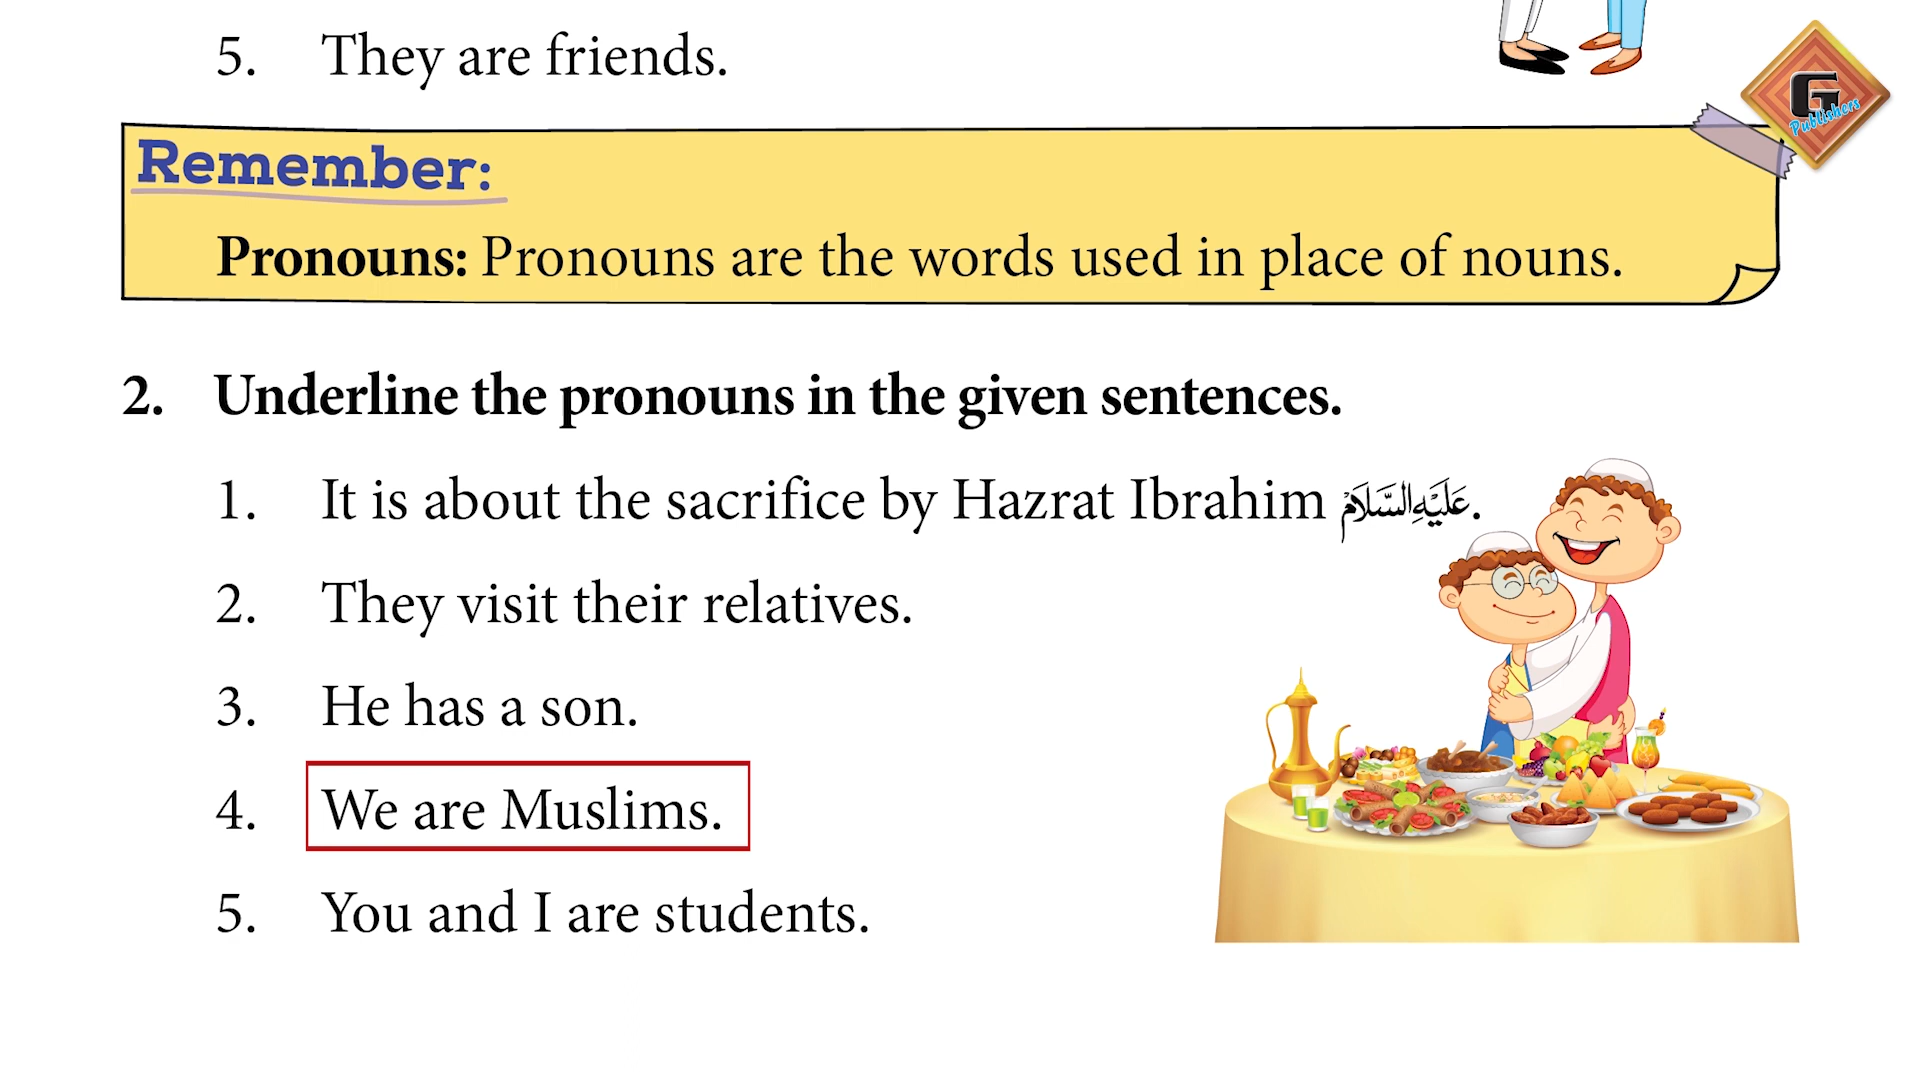 5. They are friends.
G
Publishers
Remember:
Pronouns: Pronouns are the words used in place of nouns.
2. Underline the pronouns in the given sentences.
1. It is about the sacrifice by Hazrat Ibrahim عَلَيْهِ السَّلَامْ.
2. They visit their relatives.
3. He has a son.
4. We are Muslims.
5. You and I are students.